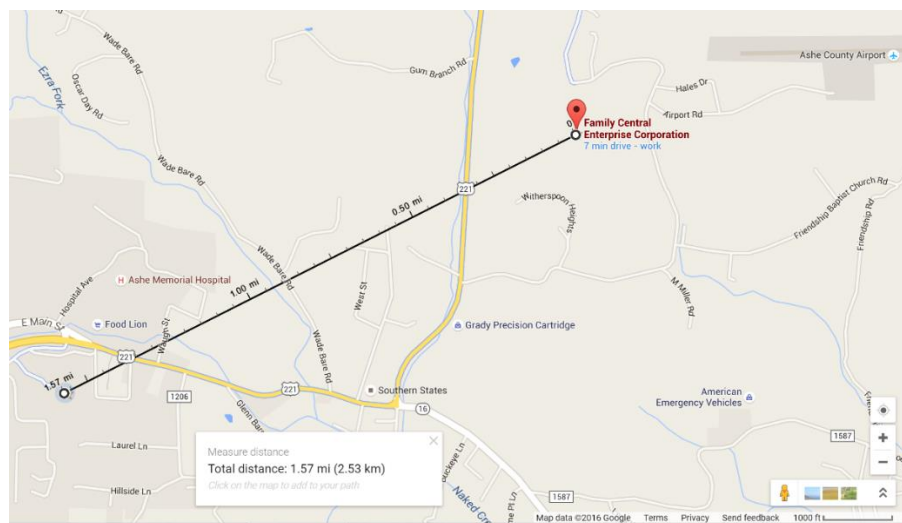 Wade Bare Rd
Ezra Fork
Oscar Day Rd
Gum Branch Rd
Ashe County Airport
Hales Dr
Airport Rd
0
Family Central
Enterprise Corporation
7 min drive - work
Wade Bare Rd
221
0.50 mi
Witherspoon
Heights
Friendship Baptist Church Rd
Friendship Rd
Wade Bare Rd
H Ashe Memorial Hospital
Hospital Ave
1.00 mi
West St
M Miller Rd
E Main St
Food Lion
Waugh St
Grady Precision Cartridge
221
Wade Bare Rd
1.57 mi
221
1206
Southern States
16
American
Emergency Vehicles
Glenn
Laurel Ln
Measure distance
Total distance: 1.57 mi (2.53 km)
Click on the map to add to your path
Buckeye Ln
1587
Hillside Ln
Naked
1587
Map data ©2016 Google
Terms
Privacy
Send feedback
1000 ft